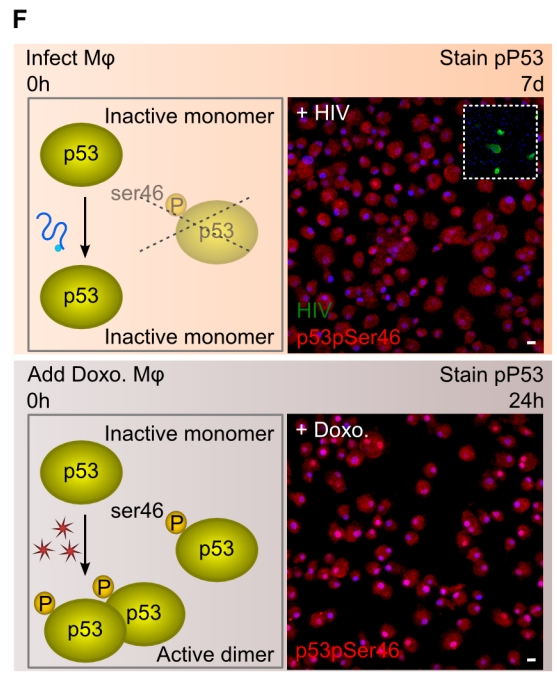 F
Infect Mφ Stain pP53
0h 7d
Inactive monomer + HIV
p53
ser46 P
p53
p53
HIV
Inactive monomer p53pSer46
Add Doxo. Mφ Stain pP53
0h 24h
Inactive monomer + Doxo.
p53
ser46 P
p53
P P
p53 p53
Active dimer p53pSer46